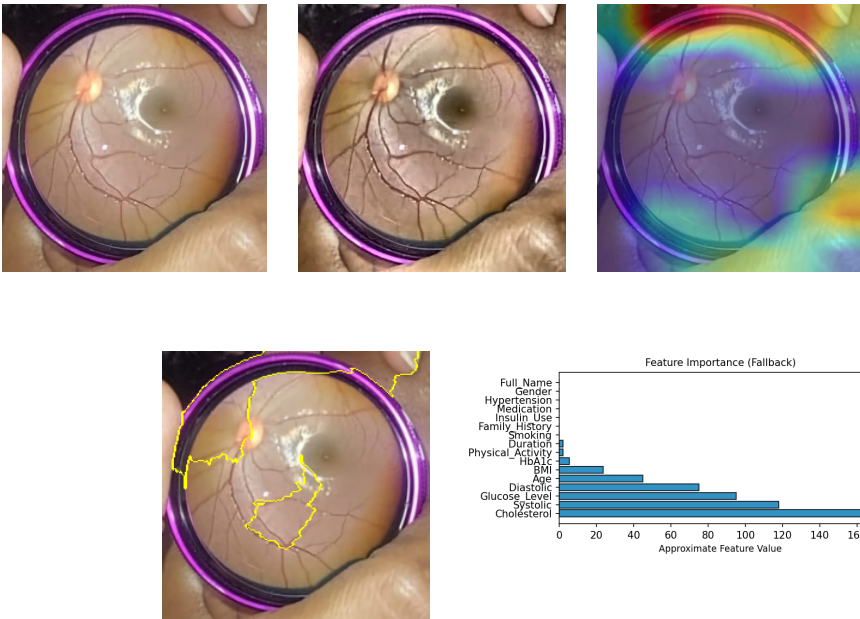 Feature Importance (Fallback)
Full_Name
Gender
Hypertension
Medication
Insulin_Use
Family_History
Smoking
Duration
Physical_Activity
HbA1c
BMI
Age
Diastolic
Glucose_Level
Systolic
Cholesterol
0 20 40 60 80 100 120 140 16
Approximate Feature Value